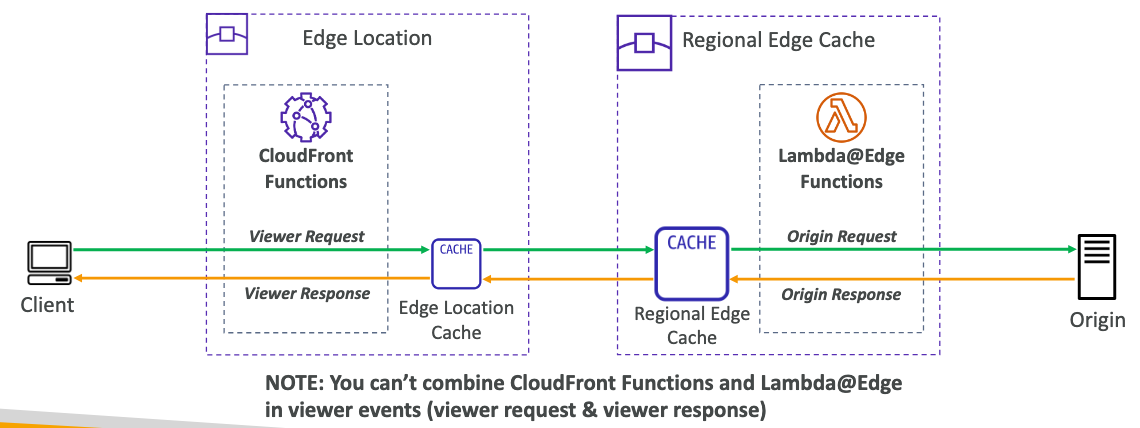 Edge Location
Regional Edge Cache
CloudFront
Functions
Lambda@Edge
Functions
Viewer Request
CACHE
CACHE
Origin Request
Viewer Response
Origin Response
Client
Edge Location
Cache
Regional Edge
Cache
Origin
NOTE: You can’t combine CloudFront Functions and Lambda@Edge
in viewer events (viewer request & viewer response)